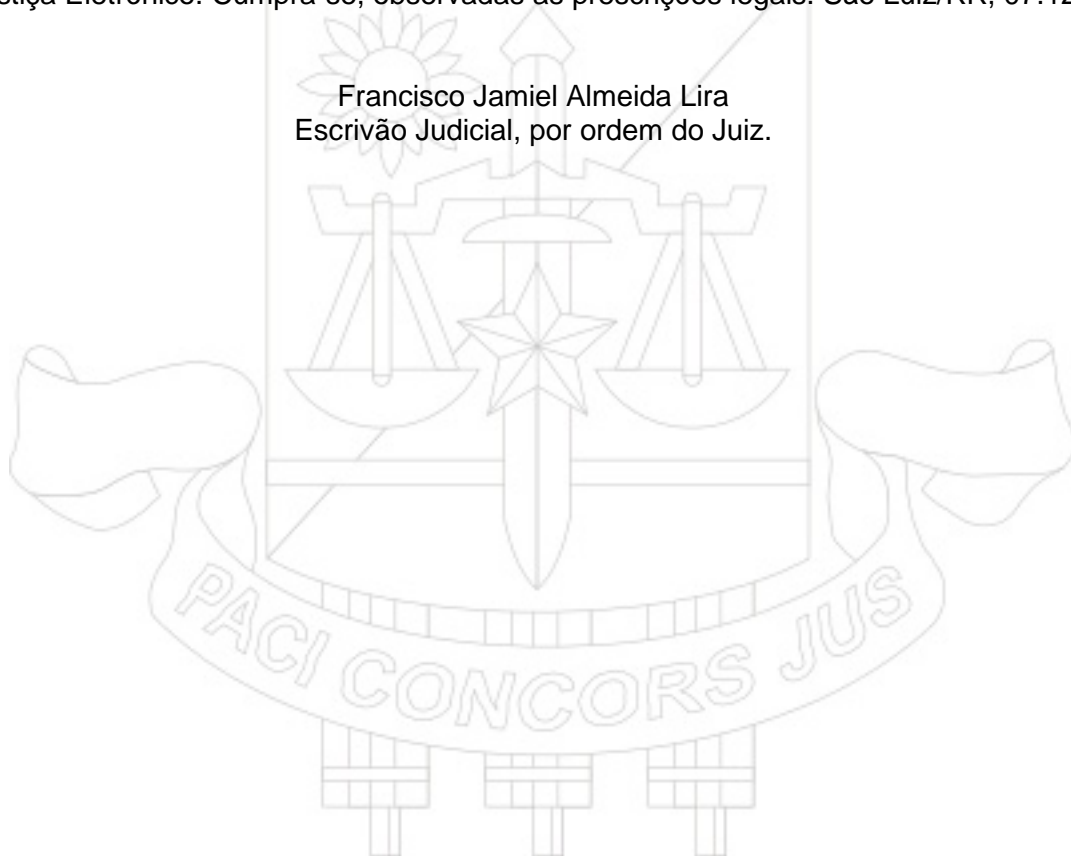 stiça Eletrônico. Cumpra-se, observadas as prescrições legais. São Luiz/RR, 07.12
Francisco Jamiel Almeida Lira
Escrivão Judicial, por ordem do Juiz.
PACI CONCORS JUS